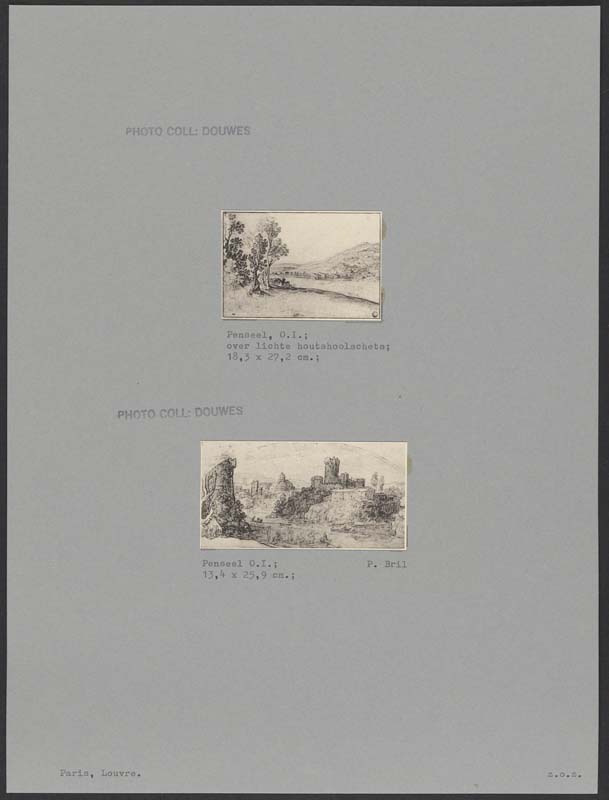 PHOTO COLL: DOUWES
Penseel, O.I.;
over lichte houtskoolschets;
18,3 x 27,2 cm.;
PHOTO COLL: DOUWES
Penseel O.I.;
P. Bril
13,4 x 25,9 cm.;
Paris, Louvre.
z.o.z.